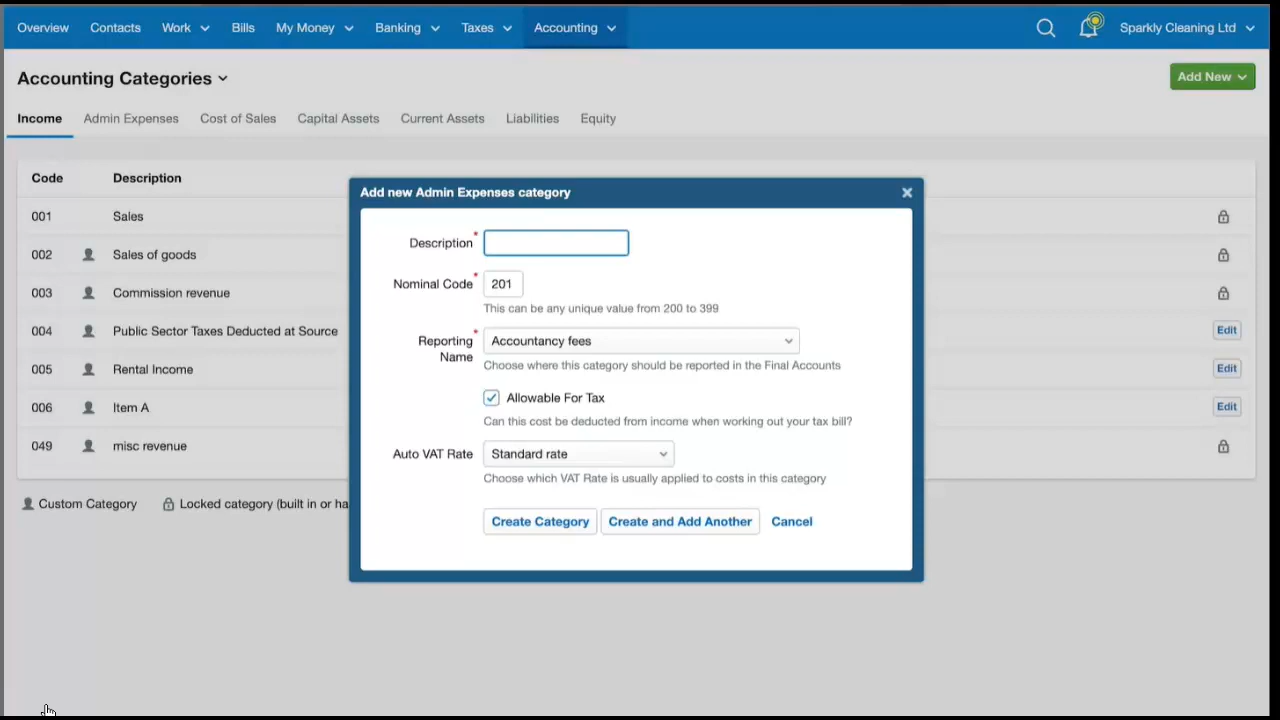 Overview Contacts Work Bills My Money Banking Taxes Accounting Sparkly Cleaning Ltd
Accounting Categories Add New
Income Admin Expenses Cost of Sales Capital Assets Current Assets Liabilities Equity
Code Description
001 Sales
002 Sales of goods
003 Commission revenue
004 Public Sector Taxes Deducted at Source Edit
005 Rental Income Edit
006 Item A Edit
049 misc revenue
Custom Category Locked category (built in or ha
Add new Admin Expenses category
Description*
Nominal Code* 201
This can be any unique value from 200 to 399
Reporting Name* Accountancy fees
Choose where this category should be reported in the Final Accounts
Allowable For Tax
Can this cost be deducted from income when working out your tax bill?
Auto VAT Rate Standard rate
Choose which VAT Rate is usually applied to costs in this category
Create Category Create and Add Another Cancel